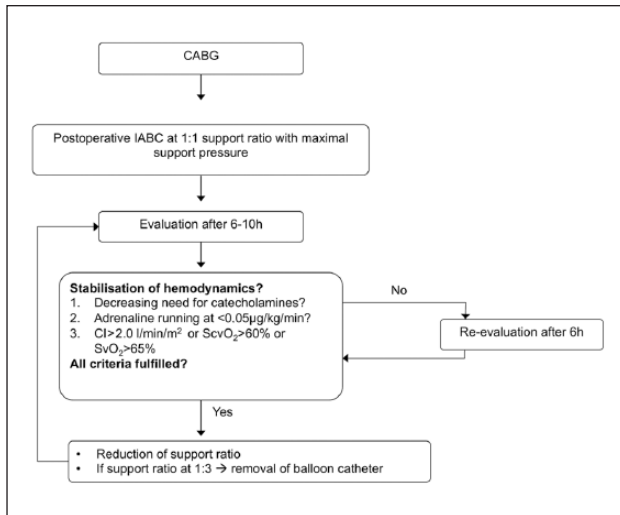 CABG
Postoperative IABC at 1:1 support ratio with maximal
support pressure
Evaluation after 6-10h
Stabilisation of hemodynamics?
1. Decreasing need for catecholamines?
2. Adrenaline running at <0.05µg/kg/min?
3. CI>2.0 l/min/m² or ScvO₂>60% or
SvO₂>65%
All criteria fulfilled?
No
Re-evaluation after 6h
Yes
• Reduction of support ratio
• If support ratio at 1:3 → removal of balloon catheter